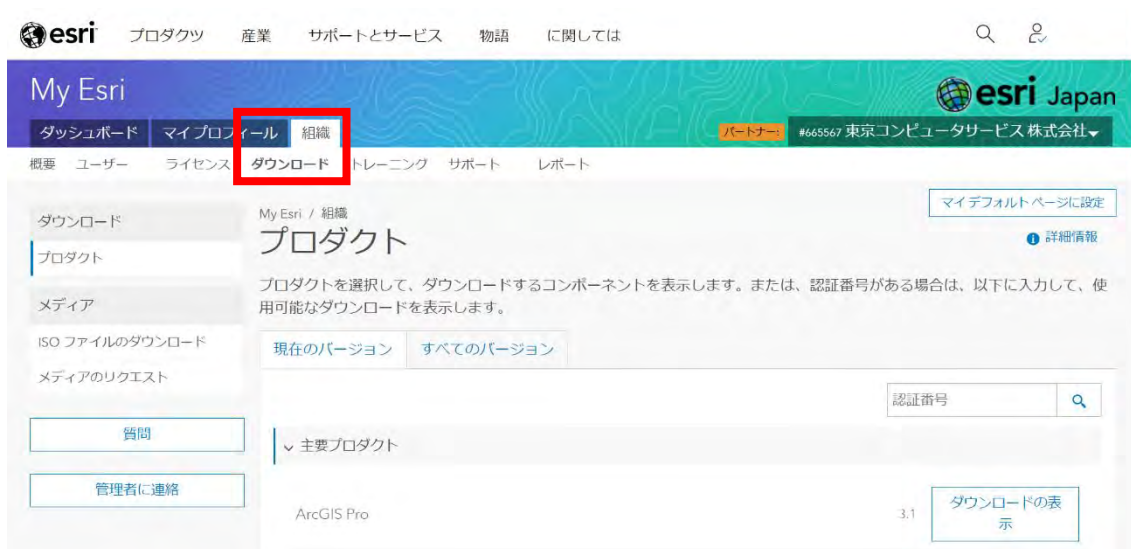 esri プロダクツ 産業 サポートとサービス 物語 に関しては
My Esri
esri Japan
ダッシュボード マイプロフィール 組織
パートナー: #665567 東京コンピュータサービス 株式会社
概要 ユーザー ライセンス ダウンロード トレーニング サポート レポート
マイデフォルトページに設定
詳細情報
ダウンロード
プロダクト
メディア
ISO ファイルのダウンロード
メディアのリクエスト
質問
管理者に連絡
My Esri / 組織
プロダクト
プロダクトを選択して、ダウンロードするコンポーネントを表示します。または、認証番号がある場合は、以下に入力して、使
用可能なダウンロードを表示します。
現在のバージョン すべてのバージョン
認証番号
主要プロダクト
ArcGIS Pro 3.1 ダウンロードの表
示